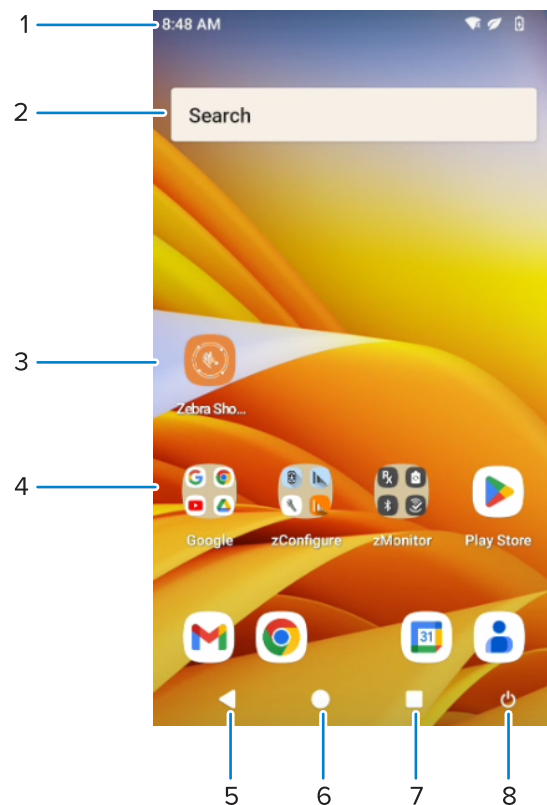 1
8:48 AM
2
Search
3
Zebra Sho...
4
Google
zConfigure
zMonitor
Play Store
31
5
6
7
8